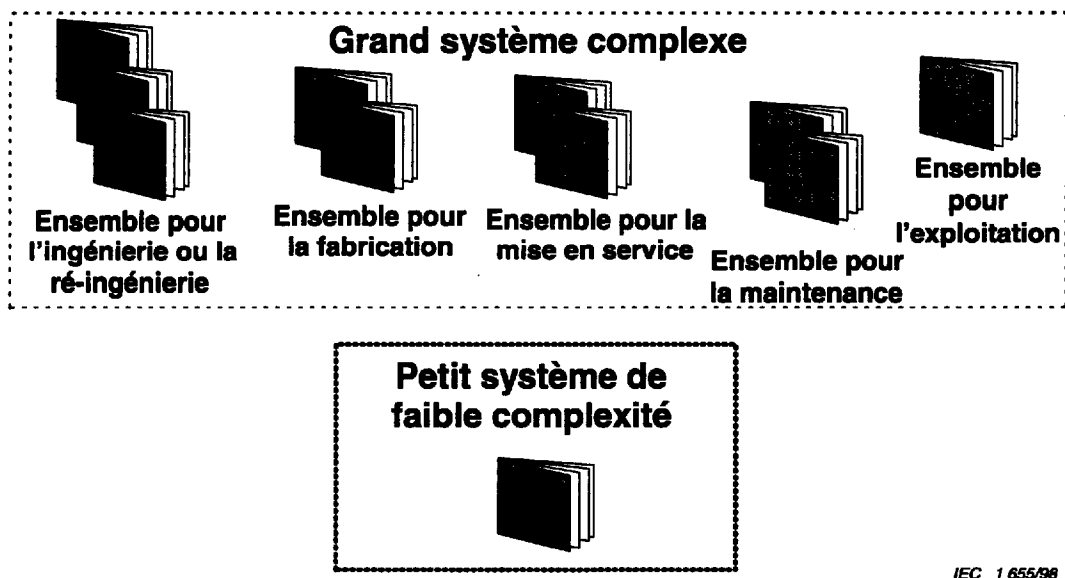 Grand système complexe
Ensemble pour
l'ingénierie ou la
ré-ingénierie
Ensemble pour
la fabrication
Ensemble pour la
mise en service
Ensemble pour
la maintenance
Ensemble
pour
l'exploitation
Petit système de
faible complexité
IEC 1 655/98